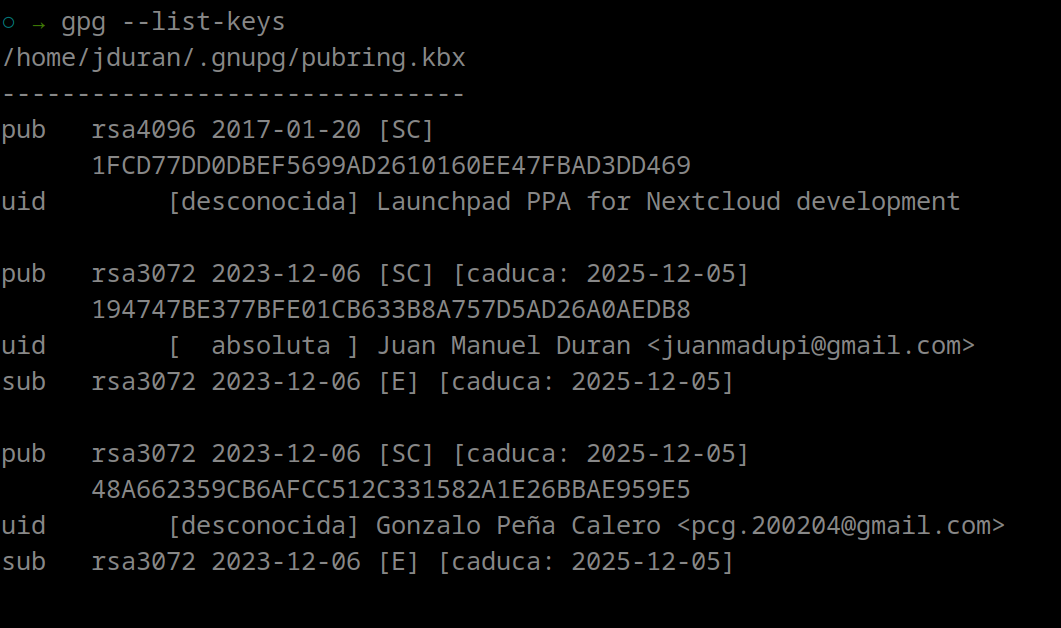 ○ → gpg --list-keys
/home/jduran/.gnupg/pubring.kbx
-------------------------------
pub   rsa4096 2017-01-20 [SC]
      1FCD77DD0DBEF5699AD2610160EE47FBAD3DD469
uid        [desconocida] Launchpad PPA for Nextcloud development

pub   rsa3072 2023-12-06 [SC] [caduca: 2025-12-05]
      194747BE377BFE01CB633B8A757D5AD26A0AEDB8
uid        [  absoluta ] Juan Manuel Duran <juanmadupi@gmail.com>
sub   rsa3072 2023-12-06 [E] [caduca: 2025-12-05]

pub   rsa3072 2023-12-06 [SC] [caduca: 2025-12-05]
      48A662359CB6AFCC512C331582A1E26BBAE959E5
uid        [desconocida] Gonzalo Peña Calero <pcg.200204@gmail.com>
sub   rsa3072 2023-12-06 [E] [caduca: 2025-12-05]